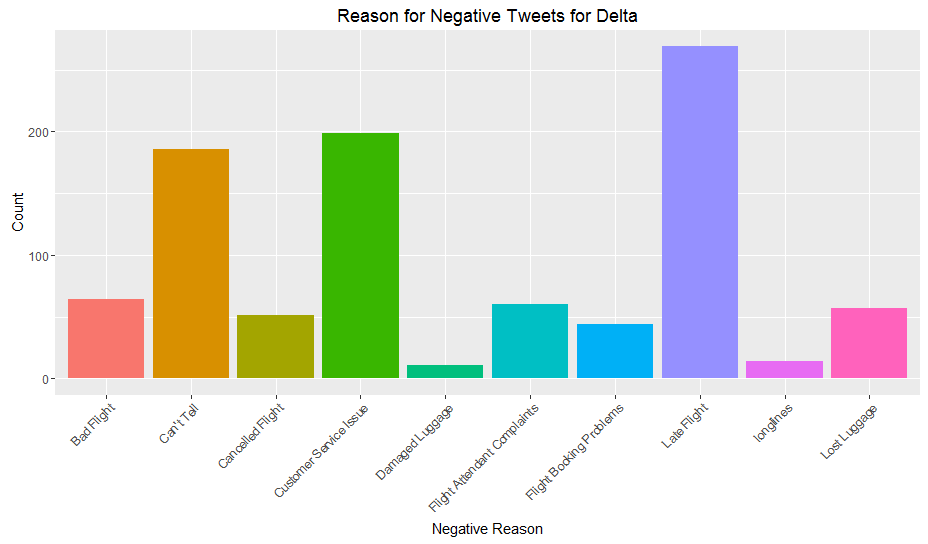 Reason for Negative Tweets for Delta
Count
200
100
0
Bad Flight
Can't Tell
Cancelled Flight
Customer Service Issue
Damaged Luggage
Flight Attendant Complaints
Flight Booking Problems
Late Flight
longlines
Lost Luggage
Negative Reason